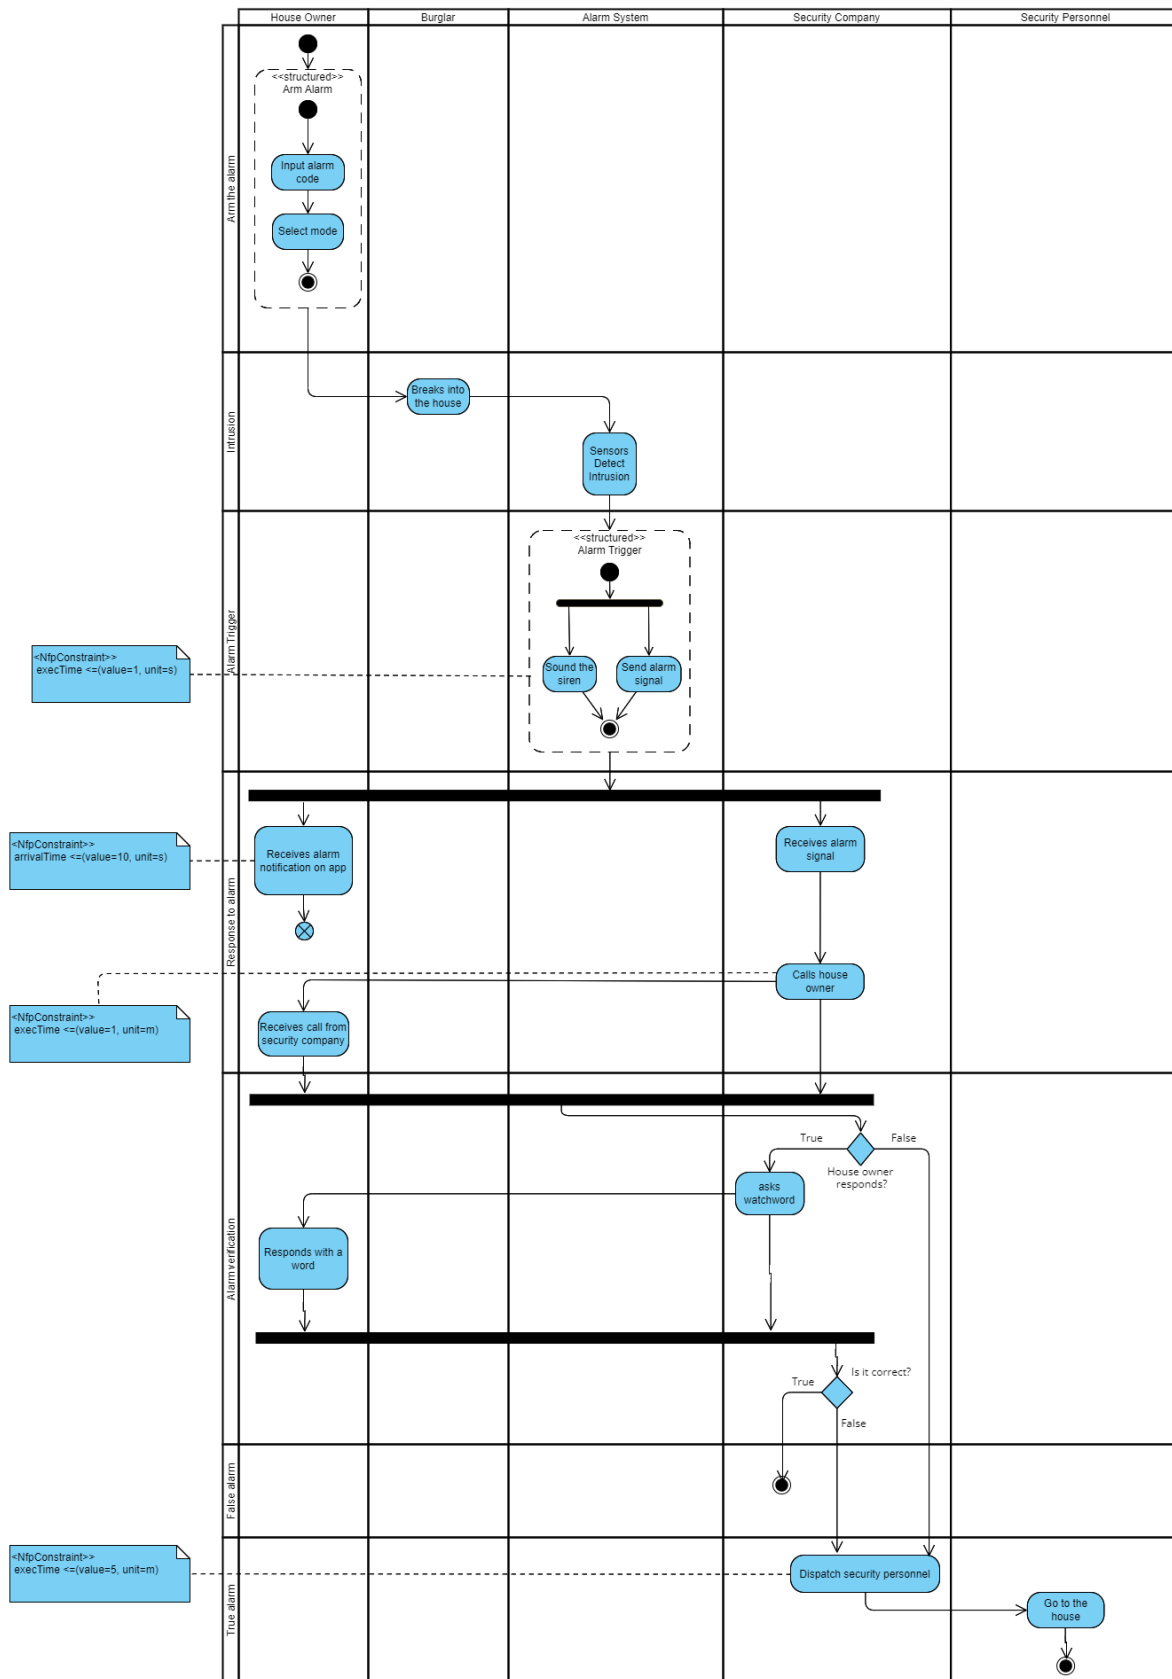 House Owner
Burglar
Alarm System
Security Company
Security Personnel
Arm the alarm
<<structured>>
Arm Alarm
Input alarm
code
Select mode
Intrusion
Breaks into
the house
Sensors
Detect
Intrusion
Alarm Trigger
<<structured>>
Alarm Trigger
Sound the
siren
Send alarm
signal
<NfpConstraint>>
execTime <=(value=1, unit=s)
Response to alarm
Receives alarm
notification on app
Receives alarm
signal
<NfpConstraint>>
arrivalTime <=(value=10, unit=s)
Calls house
owner
Receives call from
security company
<NfpConstraint>>
execTime <=(value=1, unit=m)
Alarm verification
True
False
House owner
responds?
asks
watchword
Responds with a
word
Is it correct?
True
False
False alarm
True alarm
<NfpConstraint>>
execTime <=(value=5, unit=m)
Dispatch security personnel
Go to the
house